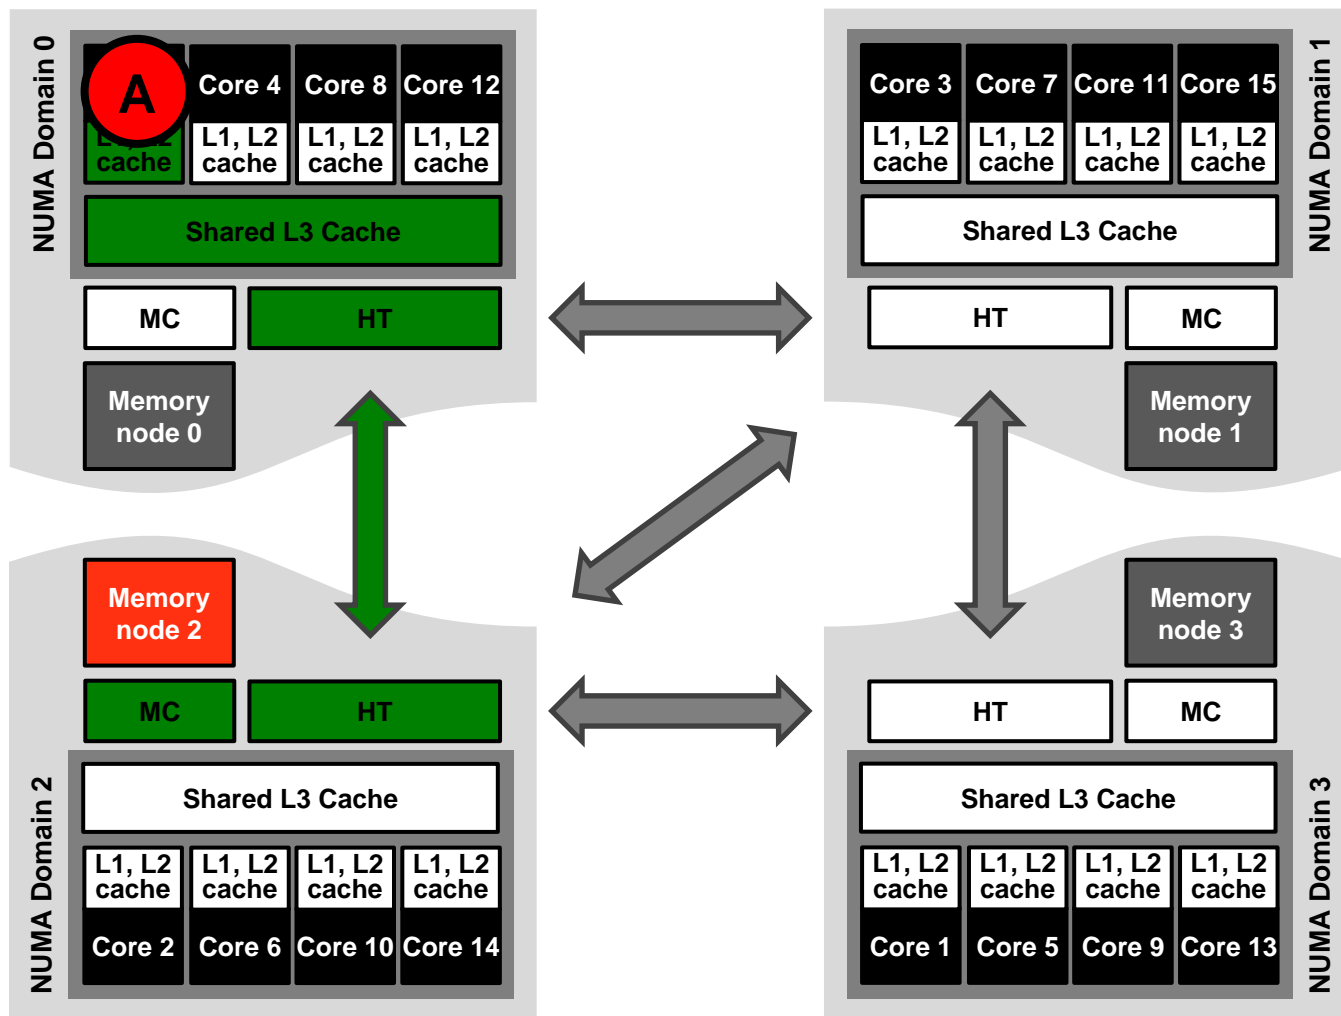 NUMA Domain 0
A
Core 4
Core 8
Core 12
L1, L2
cache
L1, L2
cache
L1, L2
cache
L1, L2
cache
Shared L3 Cache
MC
HT
Memory
node 0
NUMA Domain 1
Core 3
Core 7
Core 11
Core 15
L1, L2
cache
L1, L2
cache
L1, L2
cache
L1, L2
cache
Shared L3 Cache
HT
MC
Memory
node 1
NUMA Domain 2
Memory
node 2
MC
HT
Shared L3 Cache
L1, L2
cache
L1, L2
cache
L1, L2
cache
L1, L2
cache
Core 2
Core 6
Core 10
Core 14
NUMA Domain 3
Memory
node 3
HT
MC
Shared L3 Cache
L1, L2
cache
L1, L2
cache
L1, L2
cache
L1, L2
cache
Core 1
Core 5
Core 9
Core 13